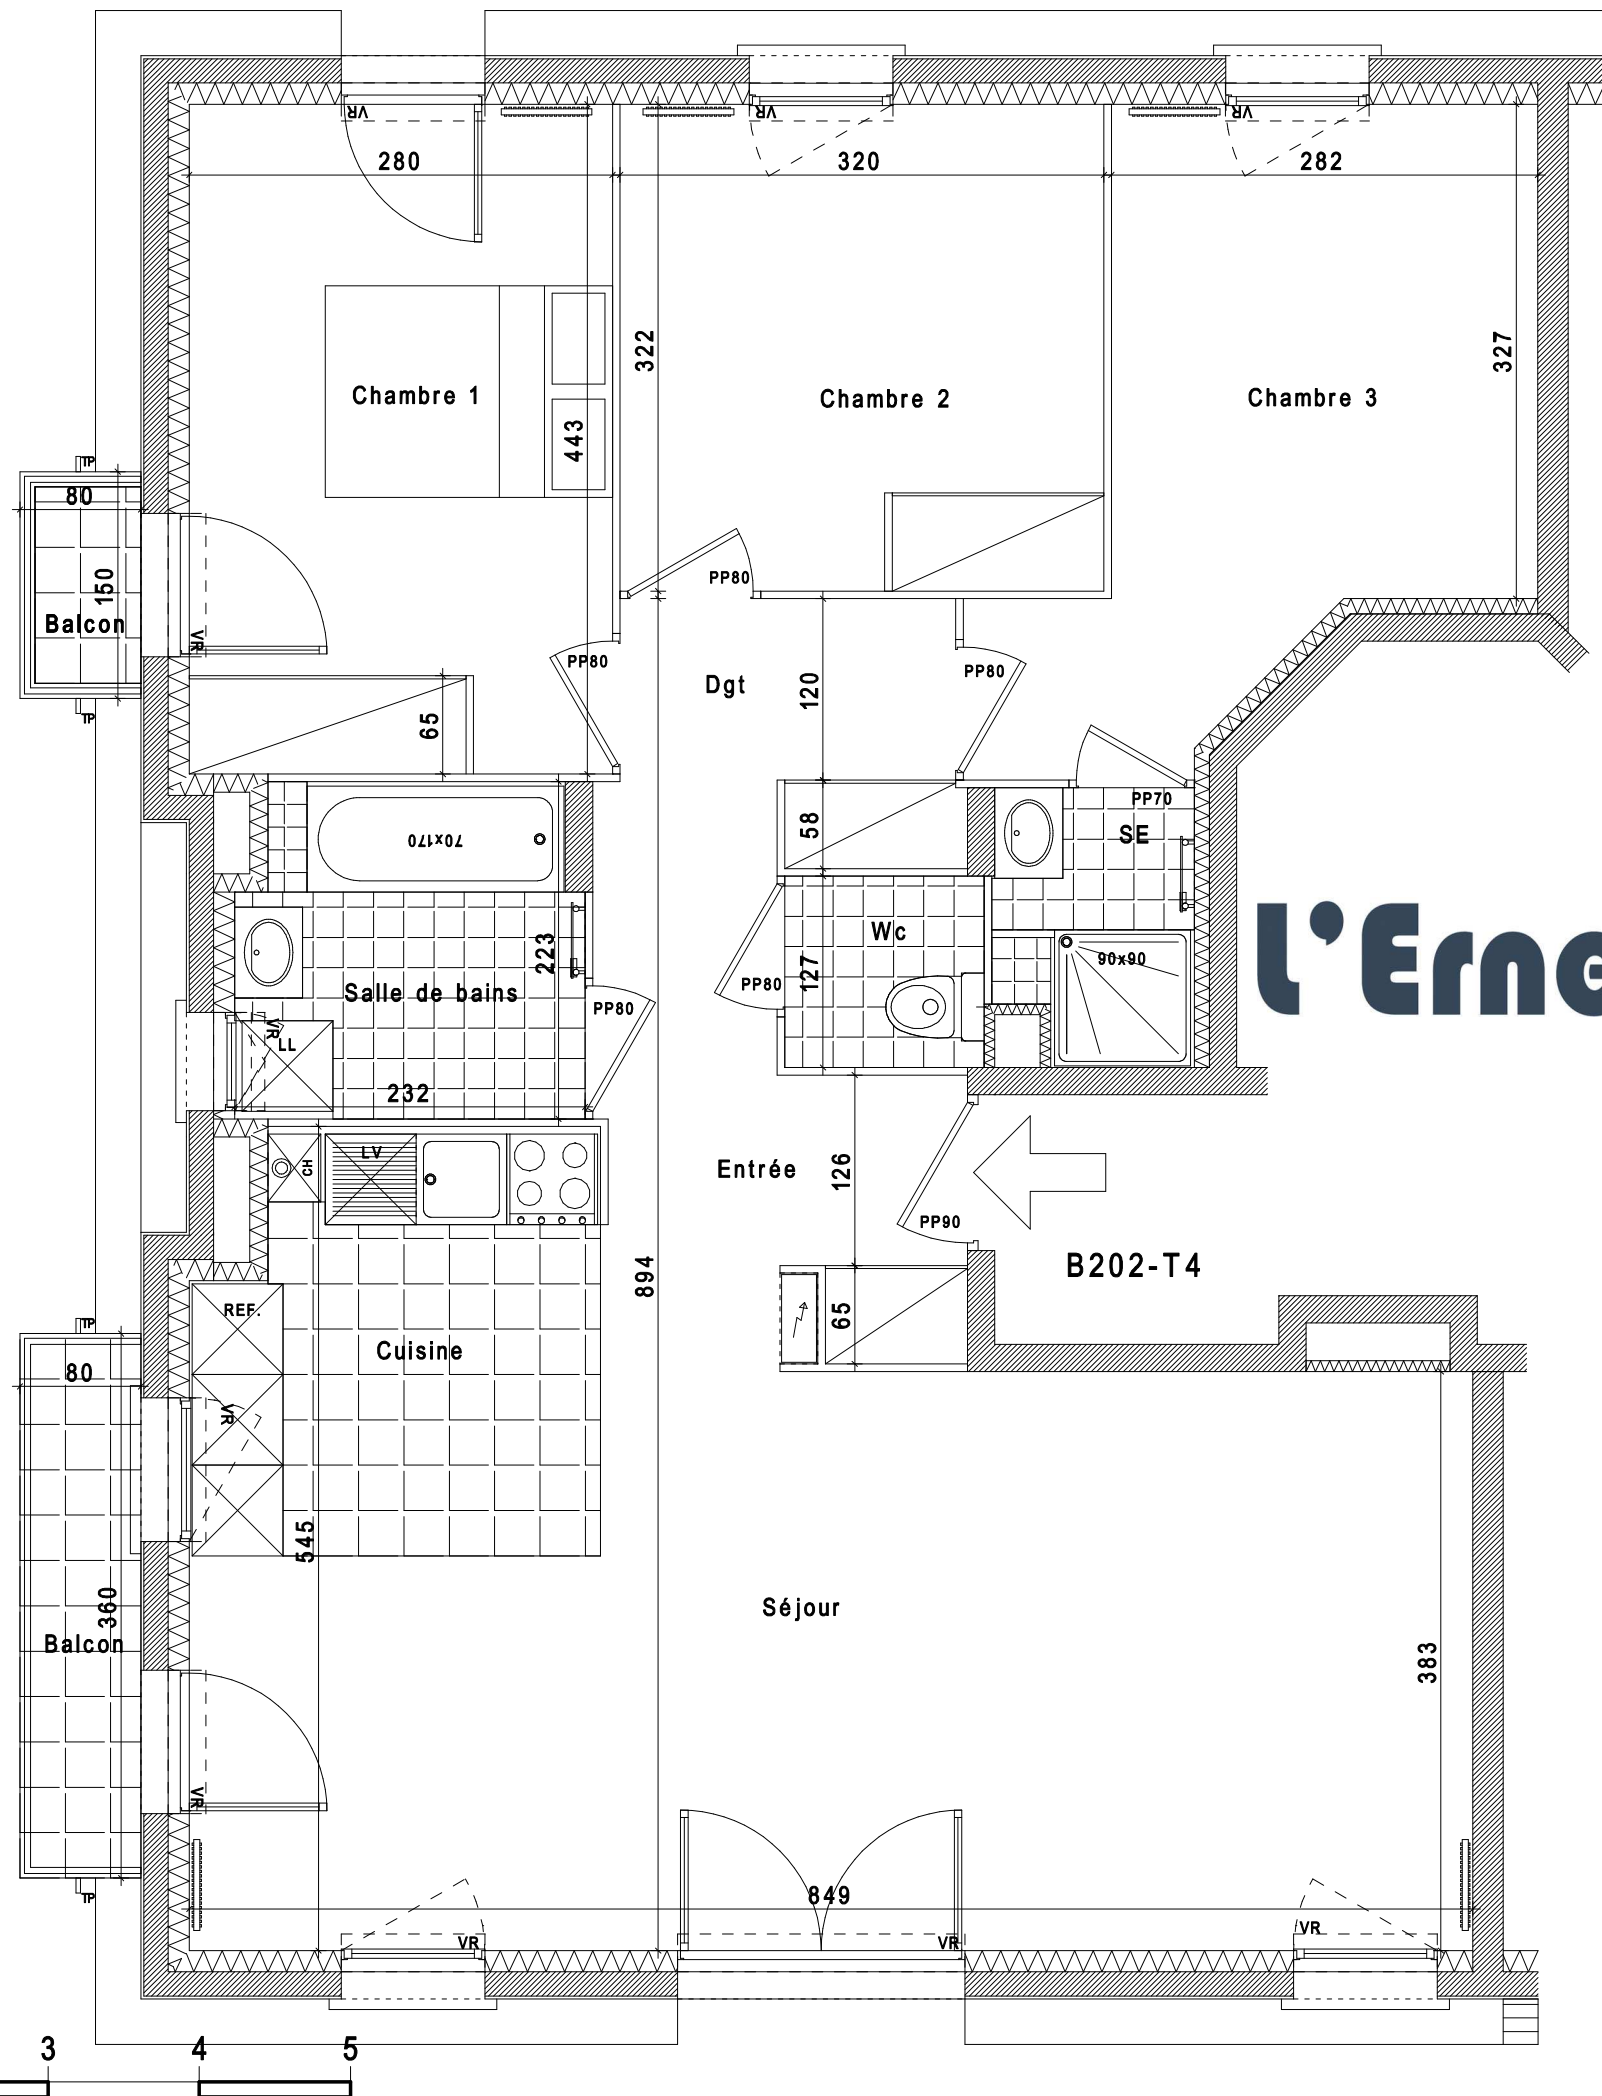 VR
VR
VR
280
320
282
322
327
Chambre 1
Chambre 2
Chambre 3
443
TP
80
150
Balcon
VR
TP
PP80
PP80
PP80
Dgt
120
65
PP70
58
SE
70x170
Wc
L'Erne
223
127
90x90
Salle de bains
PP80
PP80
VR
LL
232
LV
CH
Entrée
126
PP90
B202-T4
894
REF.
65
TP
Cuisine
80
VR
545
360
Séjour
Balcon
383
VR
849
TP
VR
VR
VR
3 4 5